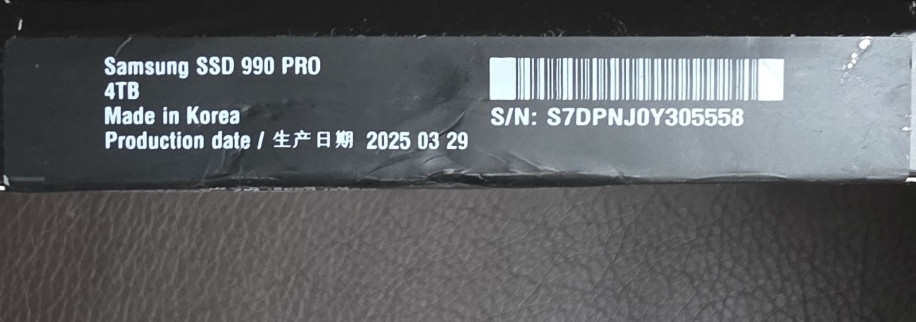 Samsung SSD 990 PRO
4TB
Made in Korea
Production date / 生产日期 2025 03 29
S/N: S7DPNJ0Y305558